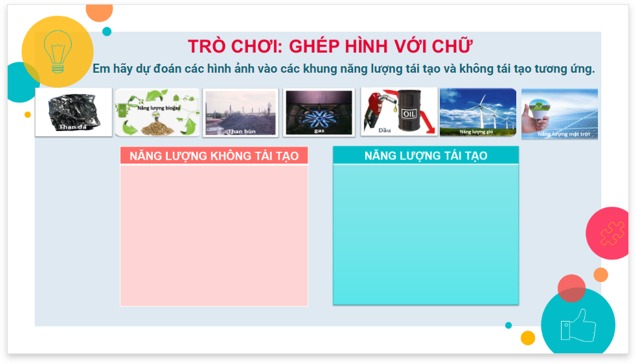 TRÒ CHƠI: GHÉP HÌNH VỚI CHỮ
Em hãy dự đoán các hình ảnh vào các khung năng lượng tái tạo và không tái tạo tương ứng.
Than đá
Năng lượng biogas
Than bùn
gas
Dầu
OIL
Năng lượng gió
Năng lượng mặt trời
NĂNG LƯỢNG KHÔNG TÁI TẠO
NĂNG LƯỢNG TÁI TẠO